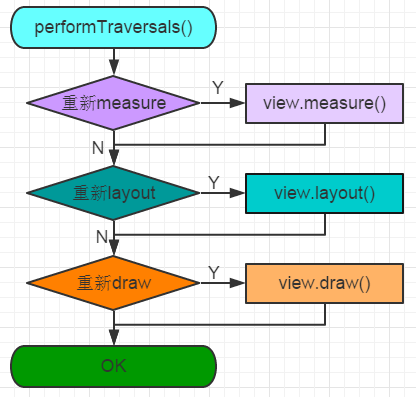 performTraversals()
重新measure
Y
view.measure()
N
重新layout
Y
view.layout()
N
重新draw
Y
view.draw()
OK